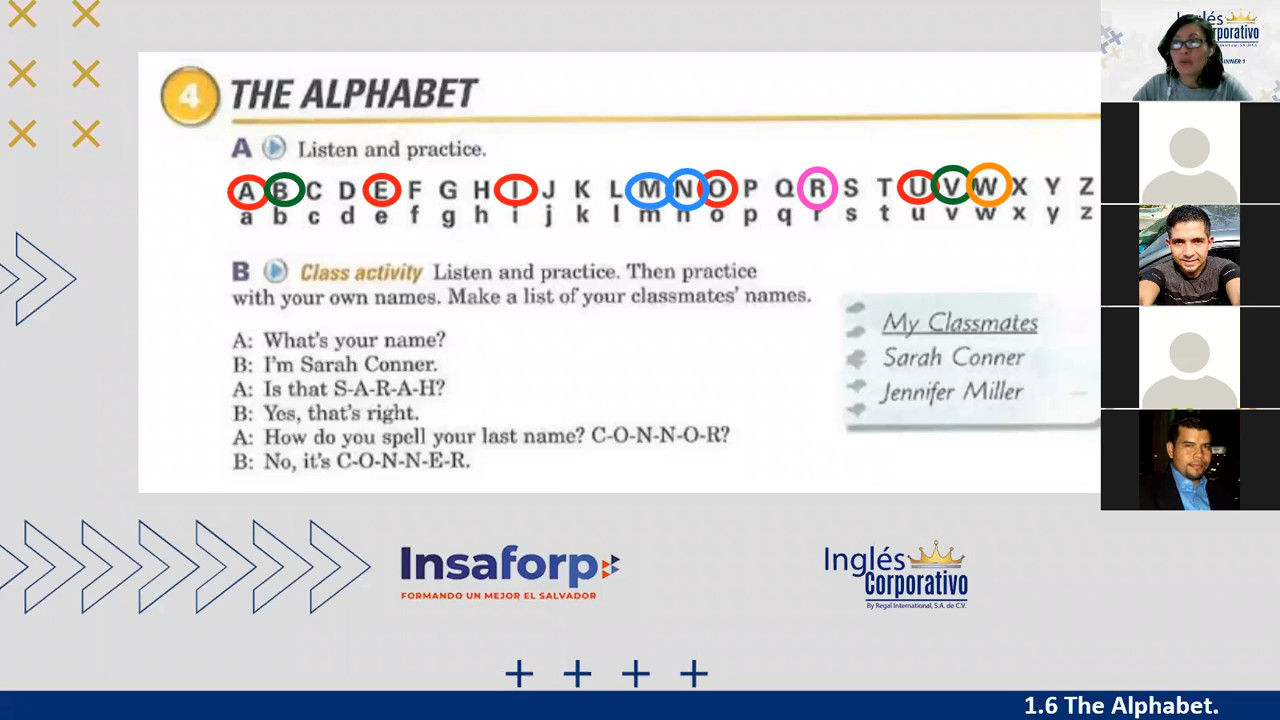 4 THE ALPHABET
A Listen and practice.
A B C D E F G H I J K L M N O P Q R S T U V W X Y Z
a b c d e f g h i j k l m n o p q r s t u v w x y z
B Class activity Listen and practice. Then practice
with your own names. Make a list of your classmates' names.
A: What's your name?
B: I'm Sarah Conner.
A: Is that S-A-R-A-H?
B: Yes, that's right.
A: How do you spell your last name? C-O-N-N-O-R?
B: No, it's C-O-N-N-E-R.
My Classmates
Sarah Conner
Jennifer Miller
Insaforp
FORMANDO UN MEJOR EL SALVADOR
Inglés
Corporativo
By Regal International, S.A. de C.V.
1.6 The Alphabet.